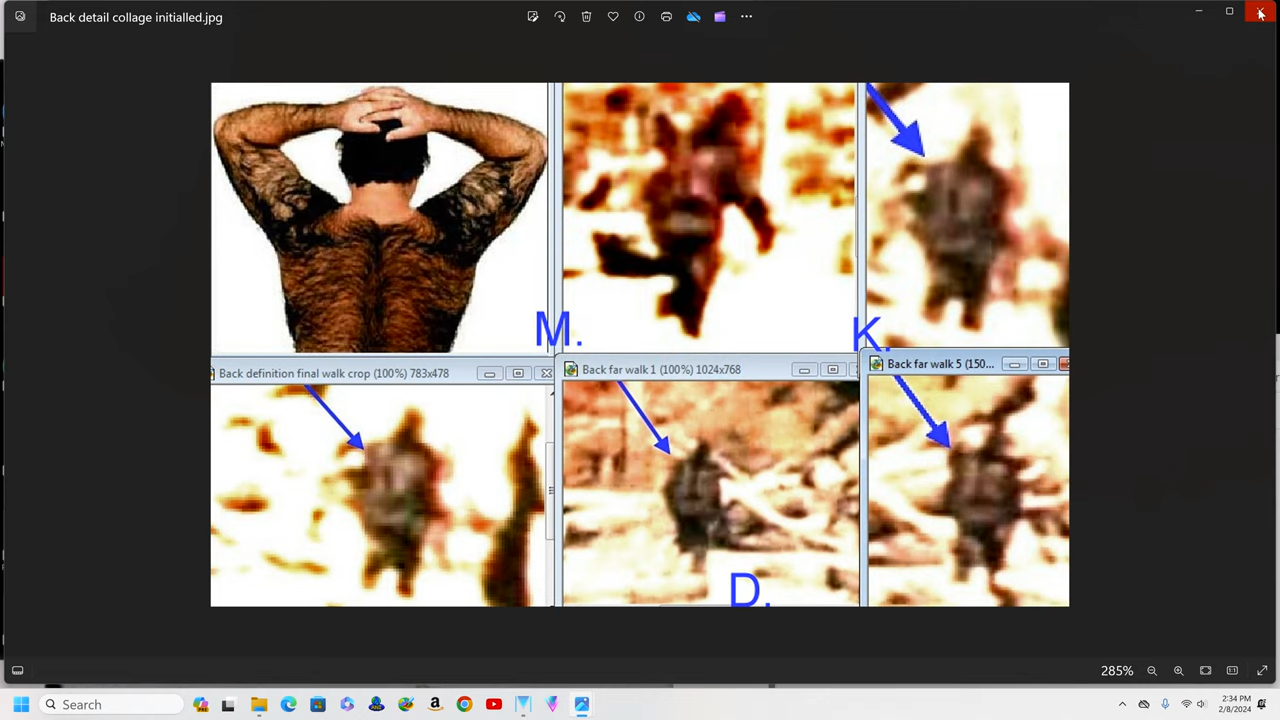 Back detail collage initialled.jpg
M.
K.
Back definition final walk crop (100%) 783x478
Back far walk 1 (100%) 1024x768
Back far walk 5 (150...
D.
285%
Search
2:34 PM
2/8/2024